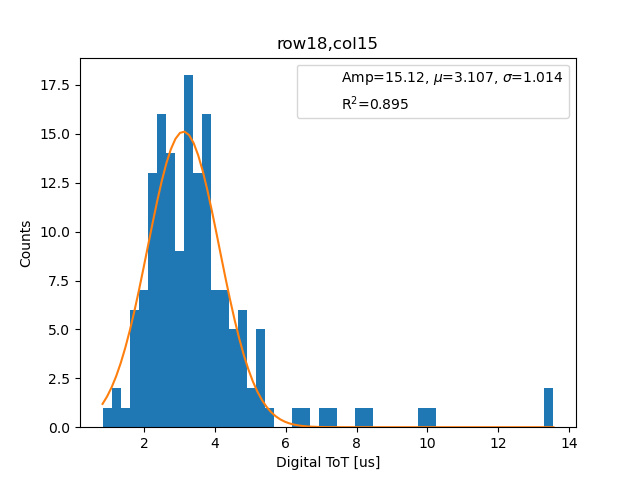 row18,col15
Amp=15.12, μ=3.107, σ=1.014
R²=0.895
17.5
15.0
12.5
10.0
7.5
5.0
2.5
0.0
Counts
2 4 6 8 10 12 14
Digital ToT [us]